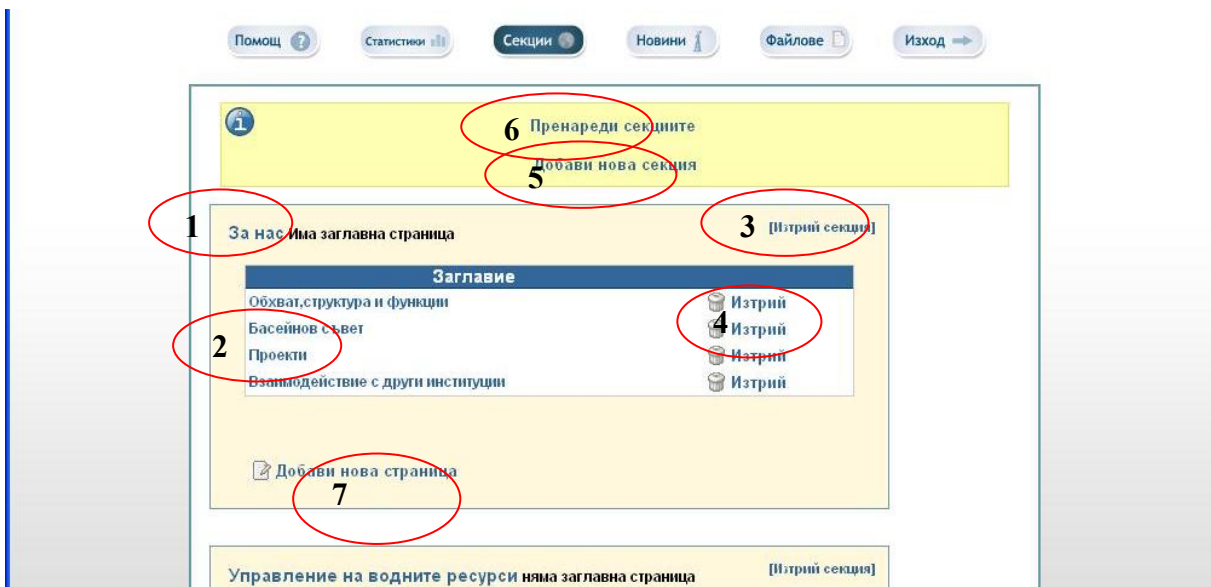 Помощ Статистики Секции Новини Файлове Изход
6 Пренареди секциите
Добави нова секция
5
1 3 [Изтрий секция]
За нас Има заглавна страница
Заглавие
Обхват,структура и функции Изтрий
4
Басейнов съвет Изтрий
2
Проекти Изтрий
Взаимодействие с други институции Изтрий
Добави нова страница
7
Управление на водните ресурси няма заглавна страница [Изтрий секция]